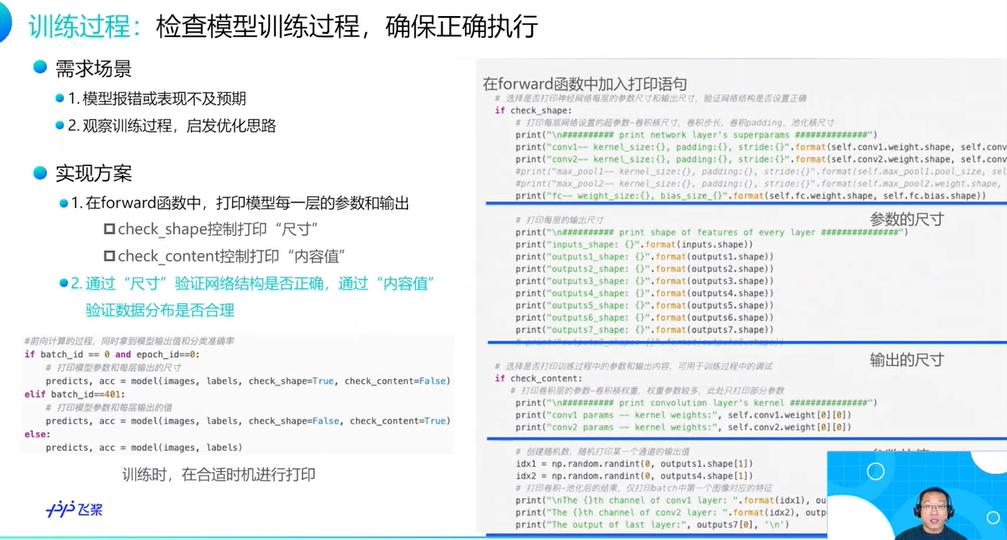 训练过程：检查模型训练过程，确保正确执行
需求场景
1.模型报错或表现不及预期
2.观察训练过程，启发优化思路
实现方案
1.在forward函数中，打印模型每一层的参数和输出
check_shape控制打印“尺寸”
check_content控制打印“内容值”
2.通过“尺寸”验证网络结构是否正确，通过“内容值”
验证数据分布是否合理
#前向计算的过程，同时拿到模型输出值和分类准确率
if batch_id == 0 and epoch_id==0:
# 打印模型参数和每层输出的尺寸
predicts, acc = model(images, labels, check_shape=True, check_content=False)
elif batch_id==401:
# 打印模型参数和每层输出的值
predicts, acc = model(images, labels, check_shape=False, check_content=True)
else:
predicts, acc = model(images, labels)
训练时，在合适时机进行打印
飞桨
在forward函数中加入打印语句
# 选择是否打印神经网络每层的参数尺寸和输出尺寸，验证网络结构是否设置正确
if check_shape:
# 打印每层网络设置的超参数-卷积核尺寸，卷积步长，卷积padding，池化核尺寸
print("\n########## print network layer's superparams ##############")
print("conv1-- kernel_size:{}, padding:{}, stride:{}".format(self.conv1.weight.shape, self.conv
print("conv2-- kernel_size:{}, padding:{}, stride:{}".format(self.conv2.weight.shape, self.conv
#print("max_pool1-- kernel_size:{}, padding:{}, stride:{}".format(self.max_pool1.pool_size, sel
#print("max_pool2-- kernel_size:{}, padding:{}, stride:{}".format(self.max_pool2.weight.shape,
print("fc-- weight_size:{}, bias_size_{}".format(self.fc.weight.shape, self.fc.bias.shape))
参数的尺寸
# 打印每层的输出尺寸
print("\n########## print shape of features of every layer ###############")
print("inputs_shape: {}".format(inputs.shape))
print("outputs1_shape: {}".format(outputs1.shape))
print("outputs2_shape: {}".format(outputs2.shape))
print("outputs3_shape: {}".format(outputs3.shape))
print("outputs4_shape: {}".format(outputs4.shape))
print("outputs5_shape: {}".format(outputs5.shape))
print("outputs6_shape: {}".format(outputs6.shape))
print("outputs7_shape: {}".format(outputs7.shape))
输出的尺寸
# 选择是否打印训练过程中的参数和输出内容，可用于训练过程中的调试
if check_content:
# 打印卷积层的参数-卷积核权重，权重参数较多，此处只打印部分参数
print("\n########## print convolution layer's kernel ###############")
print("conv1 params -- kernel weights:", self.conv1.weight[0][0])
print("conv2 params -- kernel weights:", self.conv2.weight[0][0])
# 创建随机数，随机打印某一个通道的输出值
idx1 = np.random.randint(0, outputs1.shape[1])
idx2 = np.random.randint(0, outputs4.shape[1])
# 打印卷积-池化后的结果，仅打印batch中第一个图像对应的特征
print("\nThe {}th channel of conv1 layer: ".format(idx1), ou
print("The {}th channel of conv2 layer: ".format(idx2), ou
print("The output of last layer:", outputs7[0], '\n')